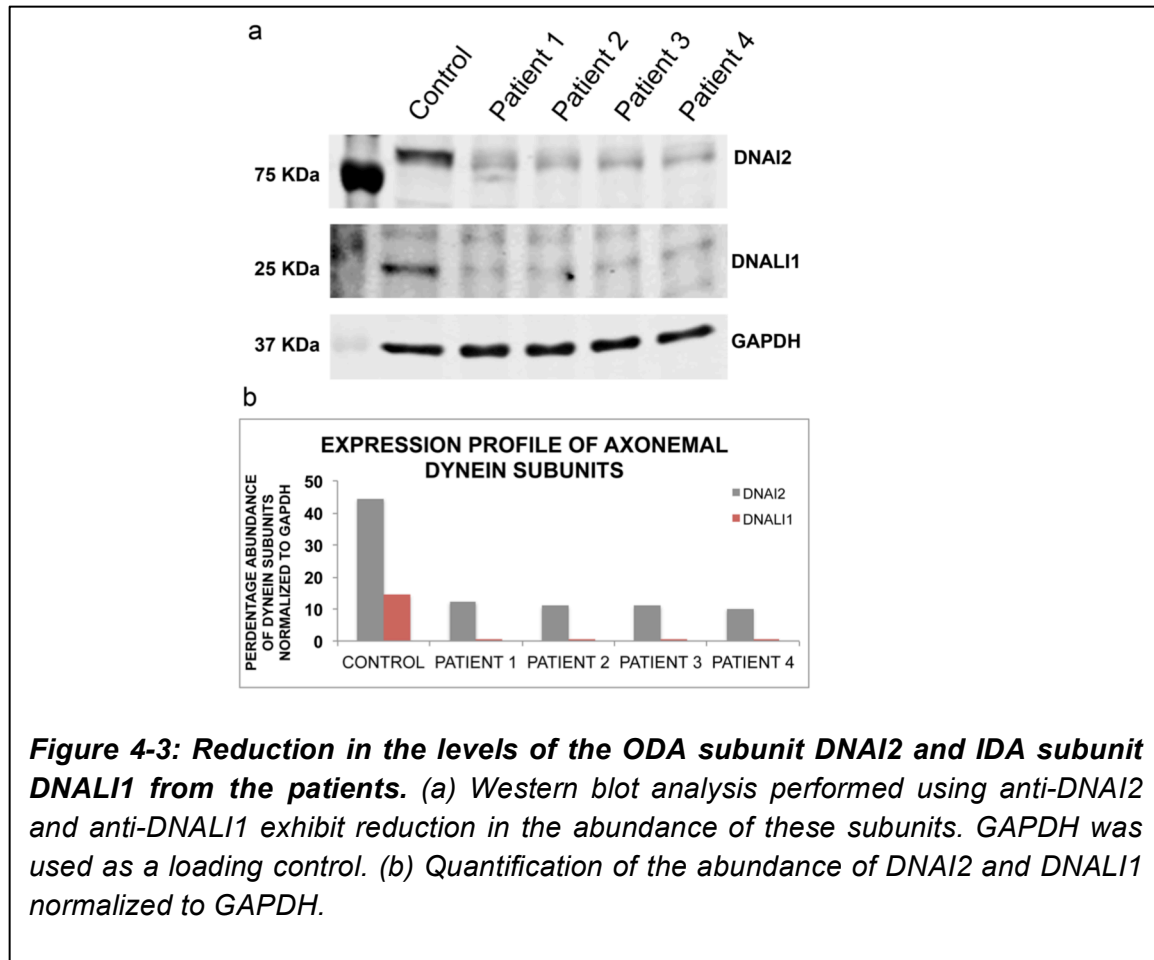 a
Control
Patient 1
Patient 2
Patient 3
Patient 4
75 KDa
DNAI2
25 KDa
DNALI1
37 KDa
GAPDH
b
EXPRESSION PROFILE OF AXONEMAL
DYNEIN SUBUNITS
PERDENTAGE ABUNDANCE
OF DYNEIN SUBUNITS
NORMALIZED TO GAPDH
50
40
30
20
10
0
DNAI2
DNALI1
CONTROL PATIENT 1 PATIENT 2 PATIENT 3 PATIENT 4
Figure 4-3: Reduction in the levels of the ODA subunit DNAI2 and IDA subunit
DNALI1 from the patients. (a) Western blot analysis performed using anti-DNAI2
and anti-DNALI1 exhibit reduction in the abundance of these subunits. GAPDH was
used as a loading control. (b) Quantification of the abundance of DNAI2 and DNALI1
normalized to GAPDH.